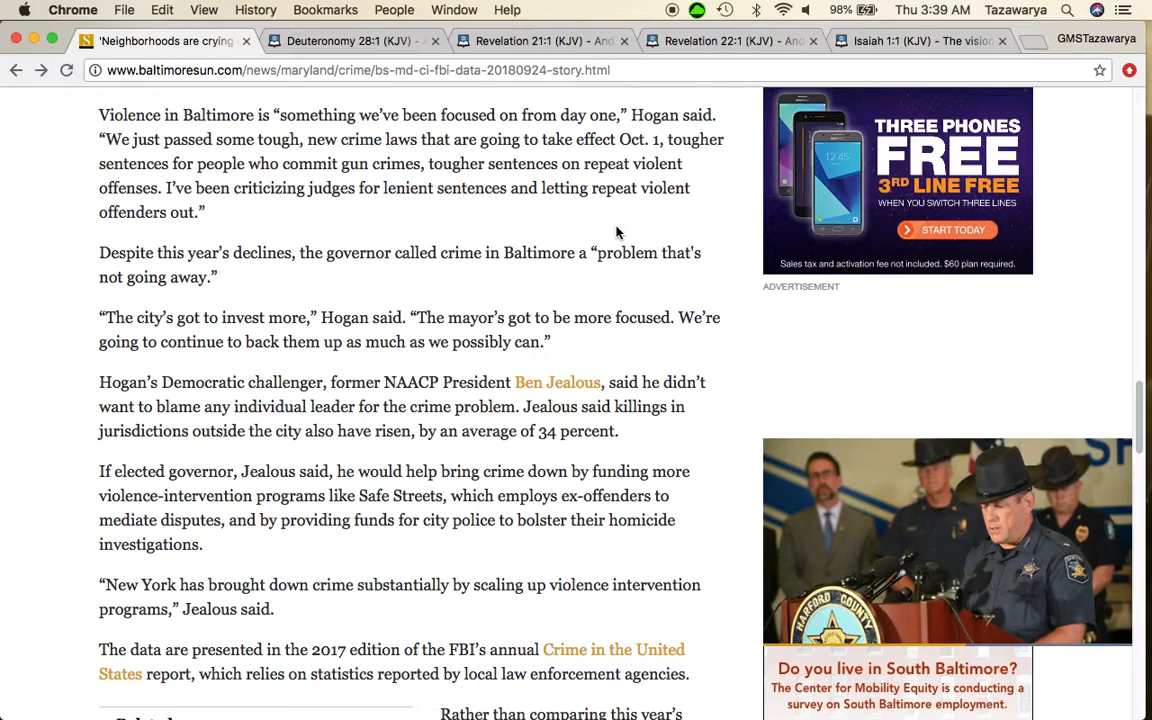 Chrome File Edit View History Bookmarks People Window Help 98% Thu 3:39 AM Tazawarya
'Neighborhoods are crying
Deuteronomy 28:1 (KJV) - A
Revelation 21:1 (KJV) - And
Revelation 22:1 (KJV) - An
Isaiah 1:1 (KJV) - The vision
GMSTazawarya
www.baltimoresun.com/news/maryland/crime/bs-md-ci-fbi-data-20180924-story.html
Violence in Baltimore is “something we’ve been focused on from day one,” Hogan said.
“We just passed some tough, new crime laws that are going to take effect Oct. 1, tougher
sentences for people who commit gun crimes, tougher sentences on repeat violent
offenses. I’ve been criticizing judges for lenient sentences and letting repeat violent
offenders out.”
Despite this year’s declines, the governor called crime in Baltimore a “problem that's
not going away.”
“The city’s got to invest more,” Hogan said. “The mayor’s got to be more focused. We’re
going to continue to back them up as much as we possibly can.”
Hogan’s Democratic challenger, former NAACP President Ben Jealous, said he didn’t
want to blame any individual leader for the crime problem. Jealous said killings in
jurisdictions outside the city also have risen, by an average of 34 percent.
If elected governor, Jealous said, he would help bring crime down by funding more
violence-intervention programs like Safe Streets, which employs ex-offenders to
mediate disputes, and by providing funds for city police to bolster their homicide
investigations.
“New York has brought down crime substantially by scaling up violence intervention
programs,” Jealous said.
The data are presented in the 2017 edition of the FBI’s annual Crime in the United
States report, which relies on statistics reported by local law enforcement agencies.
Rather than comparing this year’s
THREE PHONES
FREE
3RD LINE FREE
WHEN YOU SWITCH THREE LINES
START TODAY
Sales tax and activation fee not included. $60 plan required.
ADVERTISEMENT
12:45
HARFORD COUNTY
Do you live in South Baltimore?
The Center for Mobility Equity is conducting a
survey on South Baltimore employment.